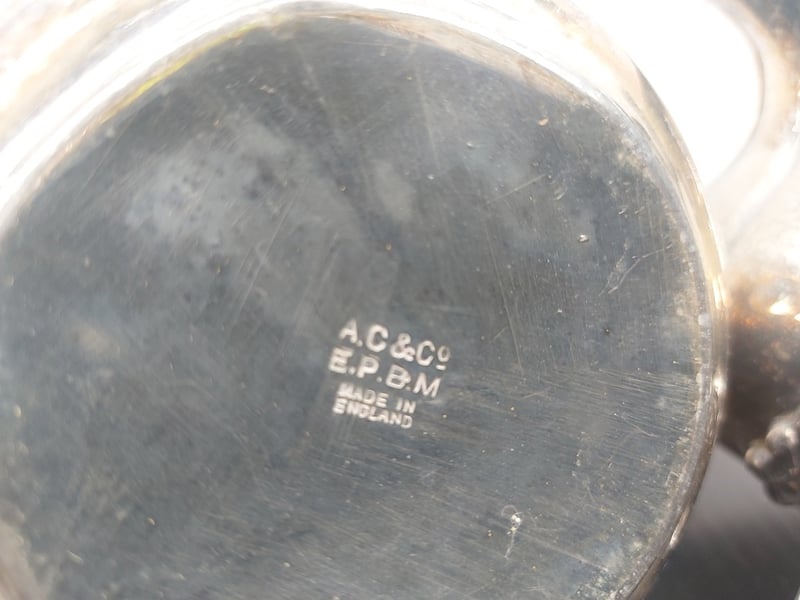 A.C & Cº
E.P.B.M
MADE IN
ENGLAND